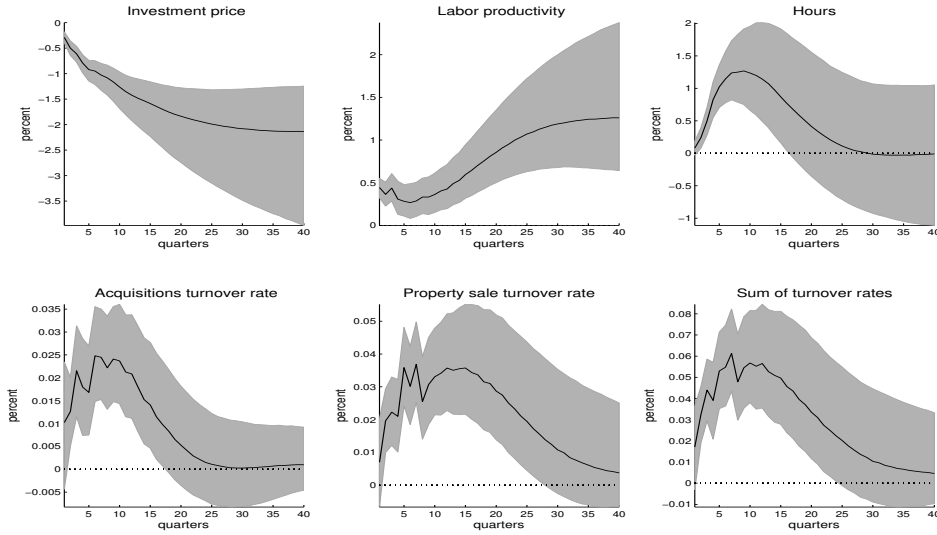 Investment price
Labor productivity
Hours
percent
0
−0.5
−1
−1.5
−2
−2.5
−3
−3.5
5 10 15 20 25 30 35 40
quarters
percent
2
1.5
1
0.5
0
5 10 15 20 25 30 35 40
quarters
percent
2
1.5
1
0.5
0
−0.5
−1
5 10 15 20 25 30 35 40
quarters
Acquisitions turnover rate
Property sale turnover rate
Sum of turnover rates
percent
0.035
0.03
0.025
0.02
0.015
0.01
0.005
0
−0.005
5 10 15 20 25 30 35 40
quarters
percent
0.05
0.04
0.03
0.02
0.01
0
5 10 15 20 25 30 35 40
quarters
percent
0.08
0.07
0.06
0.05
0.04
0.03
0.02
0.01
0
−0.01
5 10 15 20 25 30 35 40
quarters